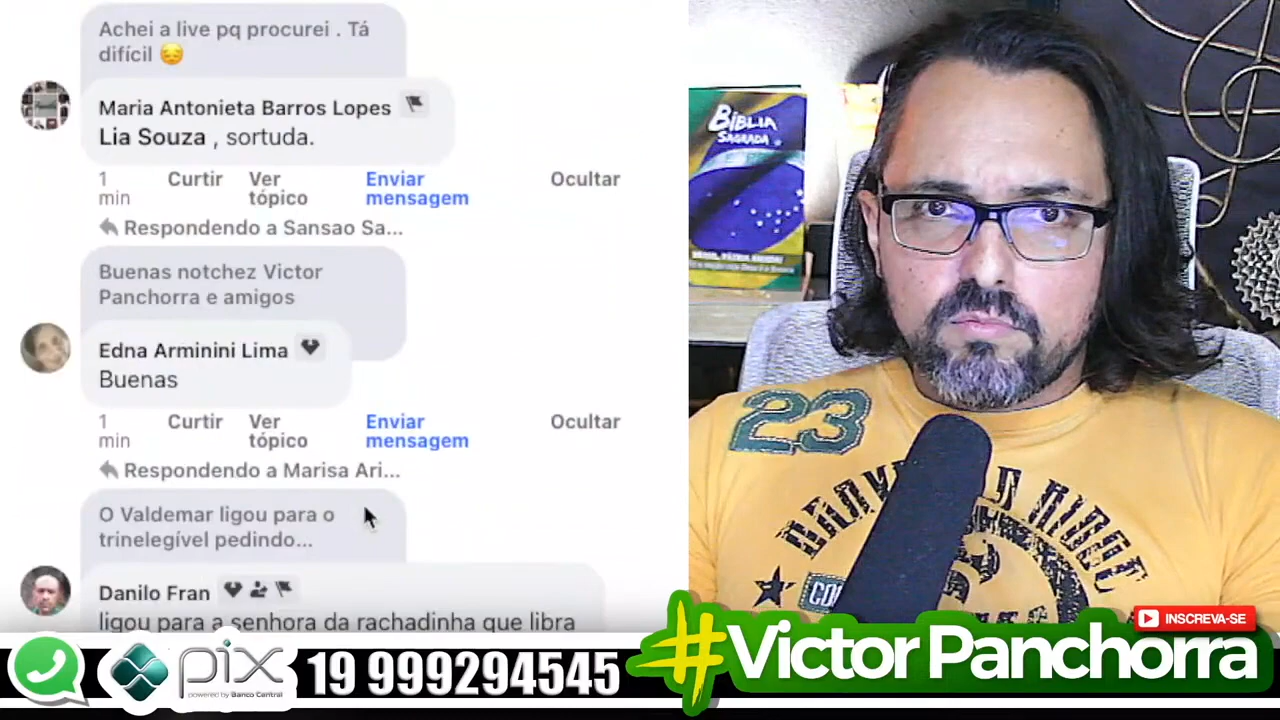 Achei a live pq procurei . Tá
difícil 😔
Maria Antonieta Barros Lopes
Lia Souza , sortuda.
1 min
Curtir
Ver tópico
Enviar mensagem
Ocultar
Respondendo a Sansao Sa...
Buenas notchez Victor
Panchorra e amigos
Edna Arminini Lima
Buenas
1 min
Curtir
Ver tópico
Enviar mensagem
Ocultar
Respondendo a Marisa Ari...
O Valdemar ligou para o
trinelegível pedindo...
Danilo Fran
ligou para a senhora da rachadinha que libra
BÍBLIA
SAGRADA
23
pix
powered by Banco Central
19 999294545
INSCREVA-SE
#Victor Panchorra